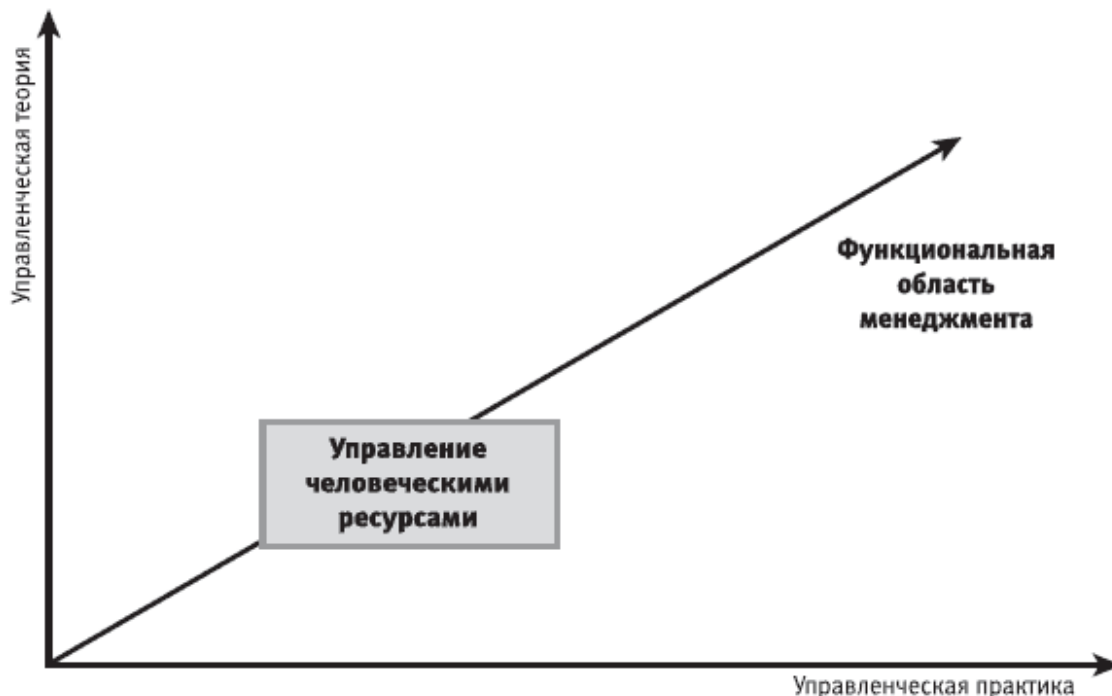 Управленческая теория
Функциональная
область
менеджмента
Управление
человеческими
ресурсами
Управленческая практика